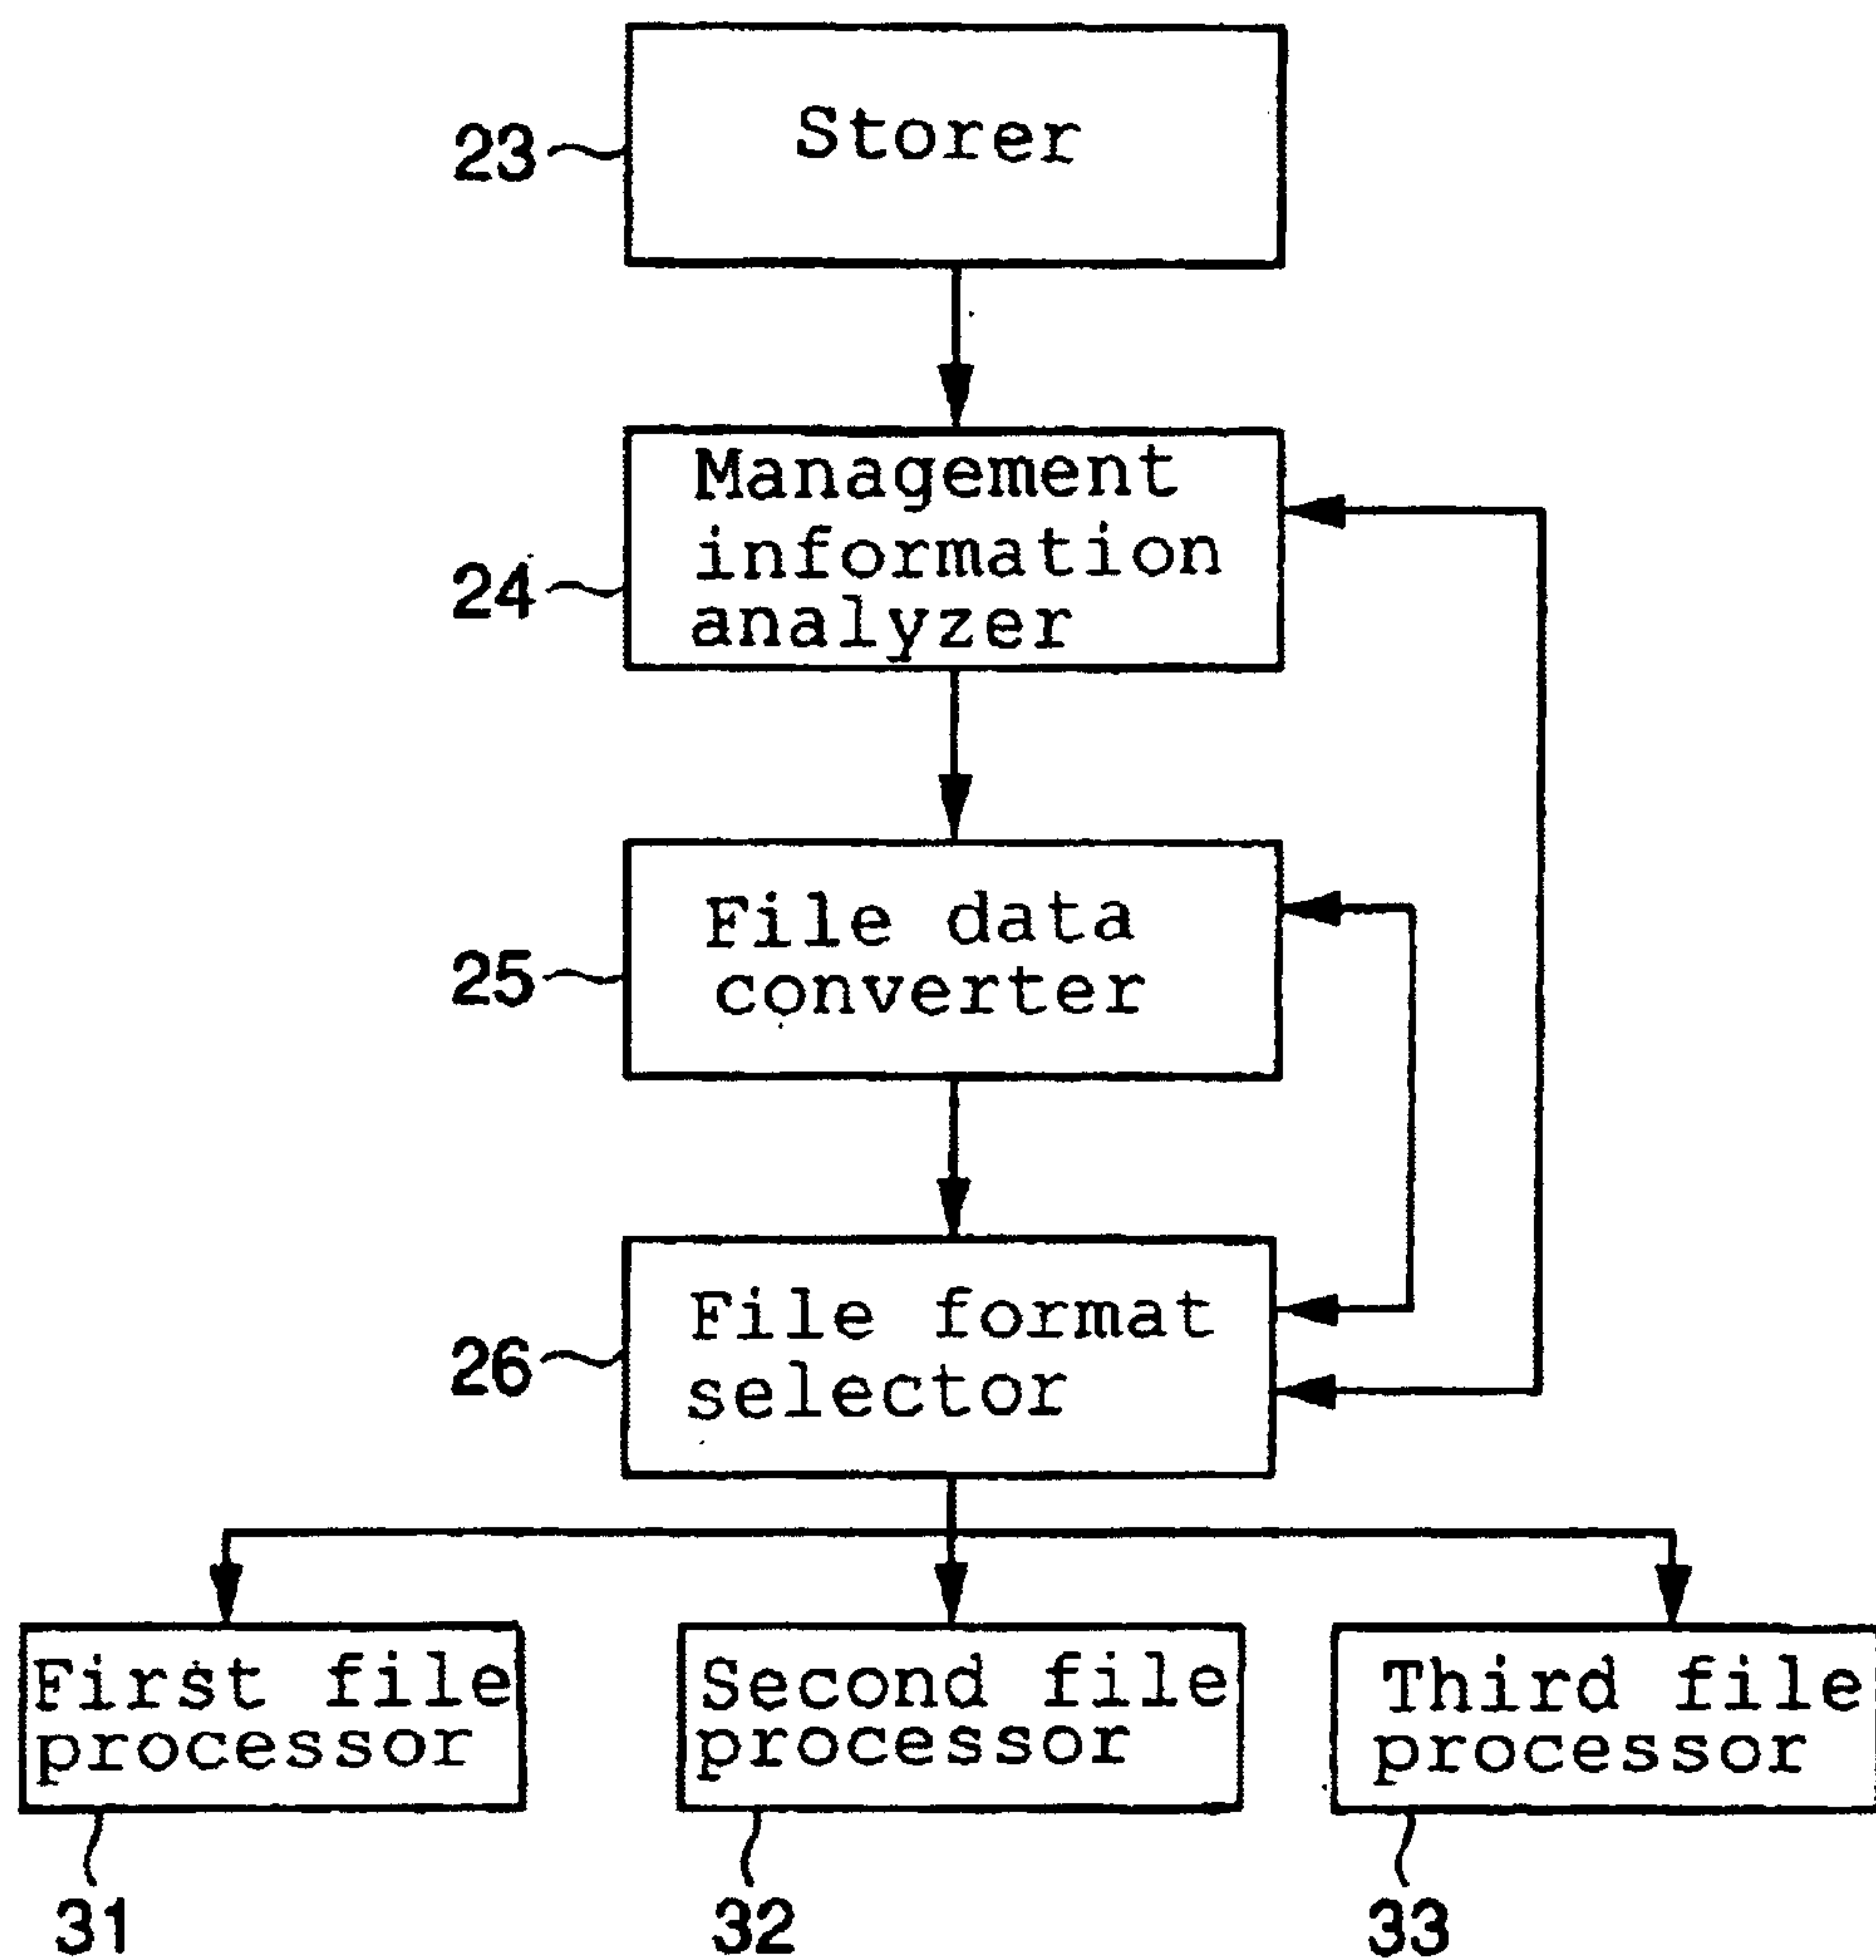 Storer
23
Management
information
analyzer
24
File data
converter
25
File format
selector
26
First file
processor
Second file
processor
Third file
processor
31
32
33